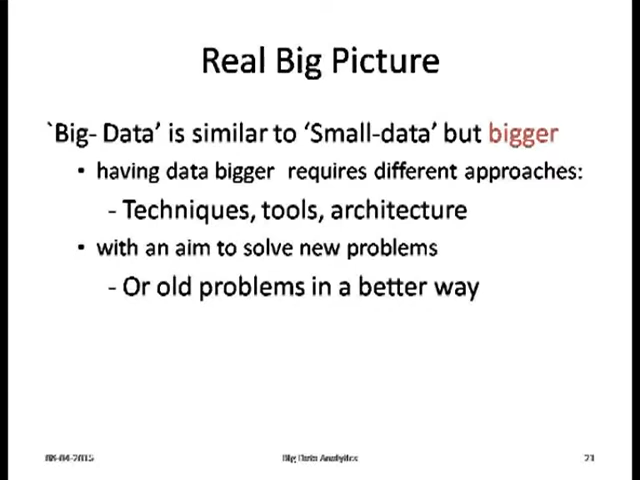 Real Big Picture
`Big- Data’ is similar to ‘Small-data’ but bigger
▪ having data bigger requires different approaches:
- Techniques, tools, architecture
▪ with an aim to solve new problems
- Or old problems in a better way
Big Data Analytics
21